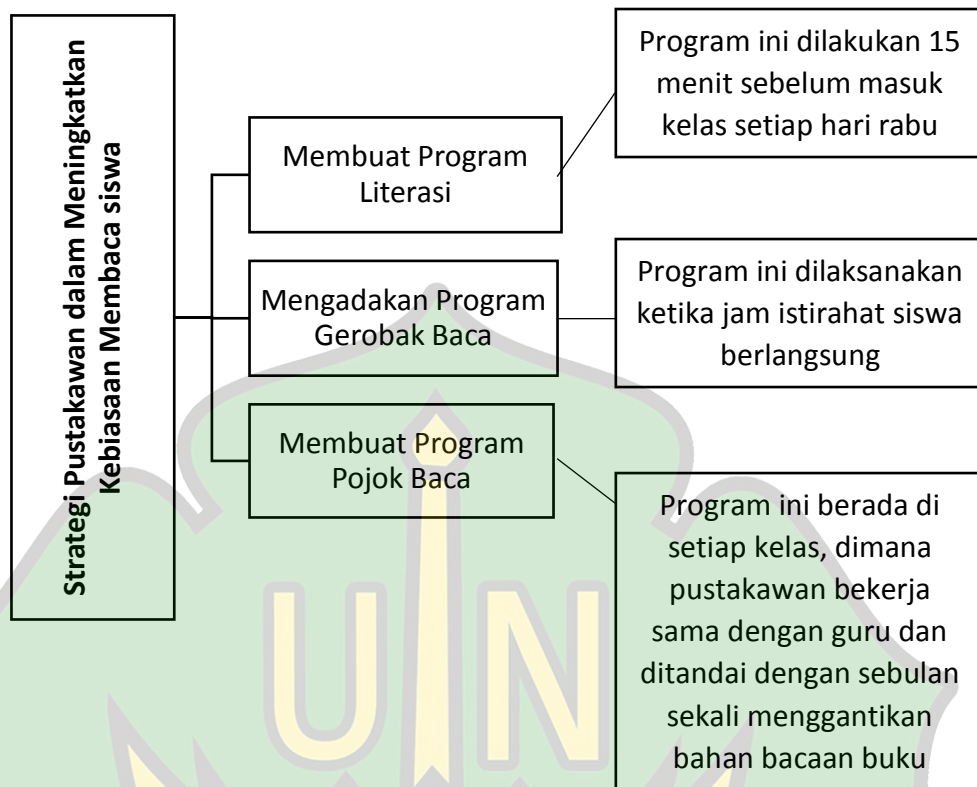 Strategi Pustakawan dalam Meningkatkan
Kebiasaan Membaca siswa
Membuat Program
Literasi
Program ini dilakukan 15
menit sebelum masuk
kelas setiap hari rabu
Mengadakan Program
Gerobak Baca
Program ini dilaksanakan
ketika jam istirahat siswa
berlangsung
Membuat Program
Pojok Baca
Program ini berada di
setiap kelas, dimana
pustakawan bekerja
sama dengan guru dan
ditandai dengan sebulan
sekali menggantikan
bahan bacaan buku
UIN